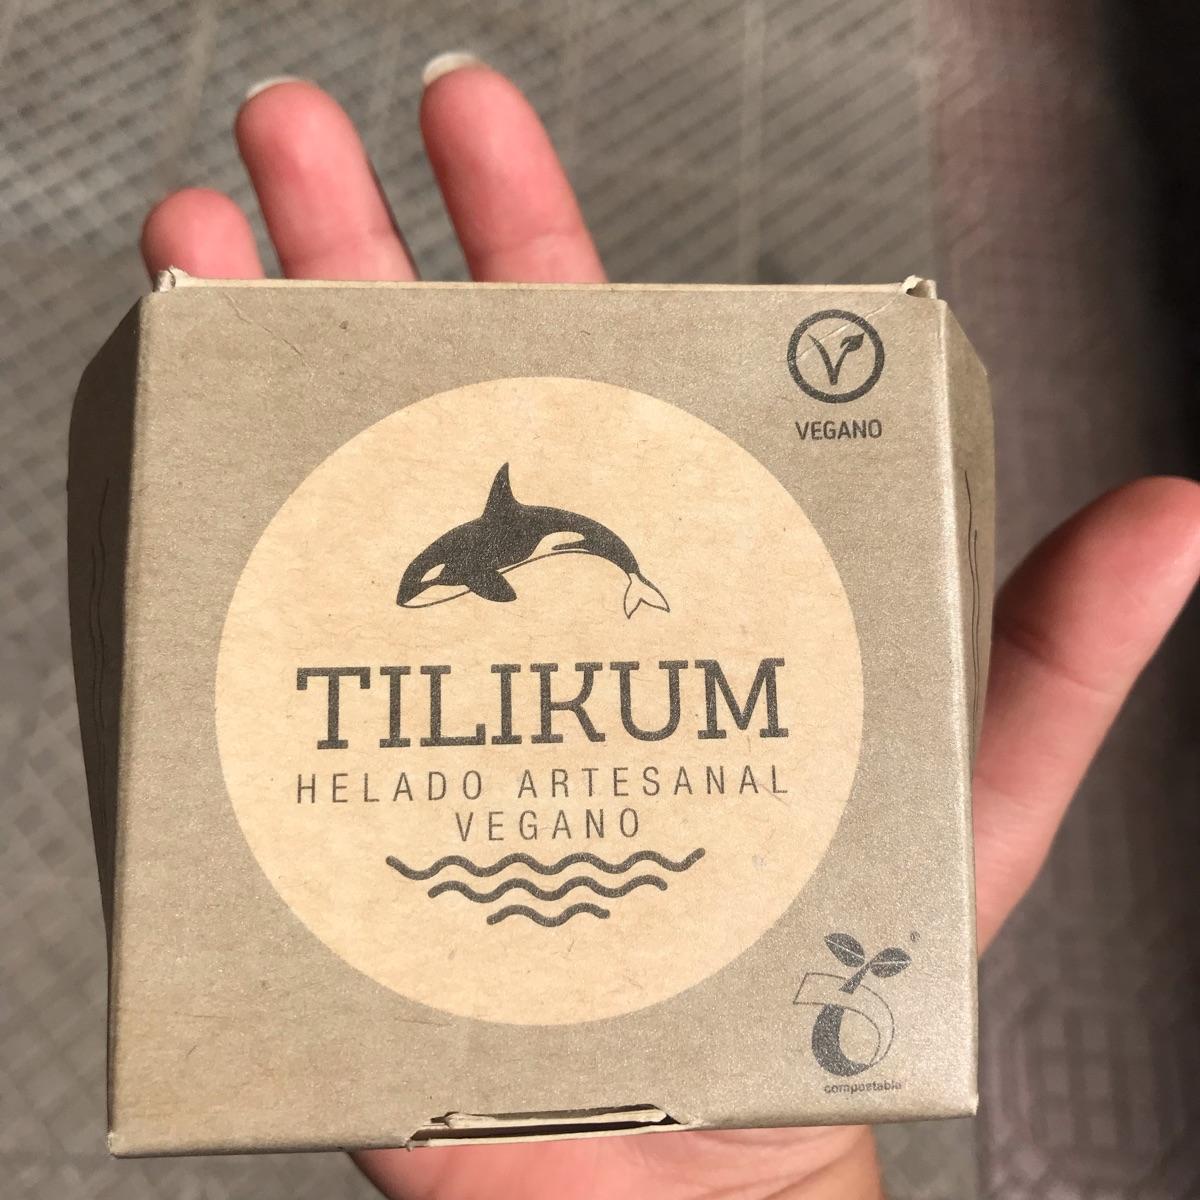 VEGANO
TILIKUM
HELADO ARTESANAL
VEGANO
®
compostable